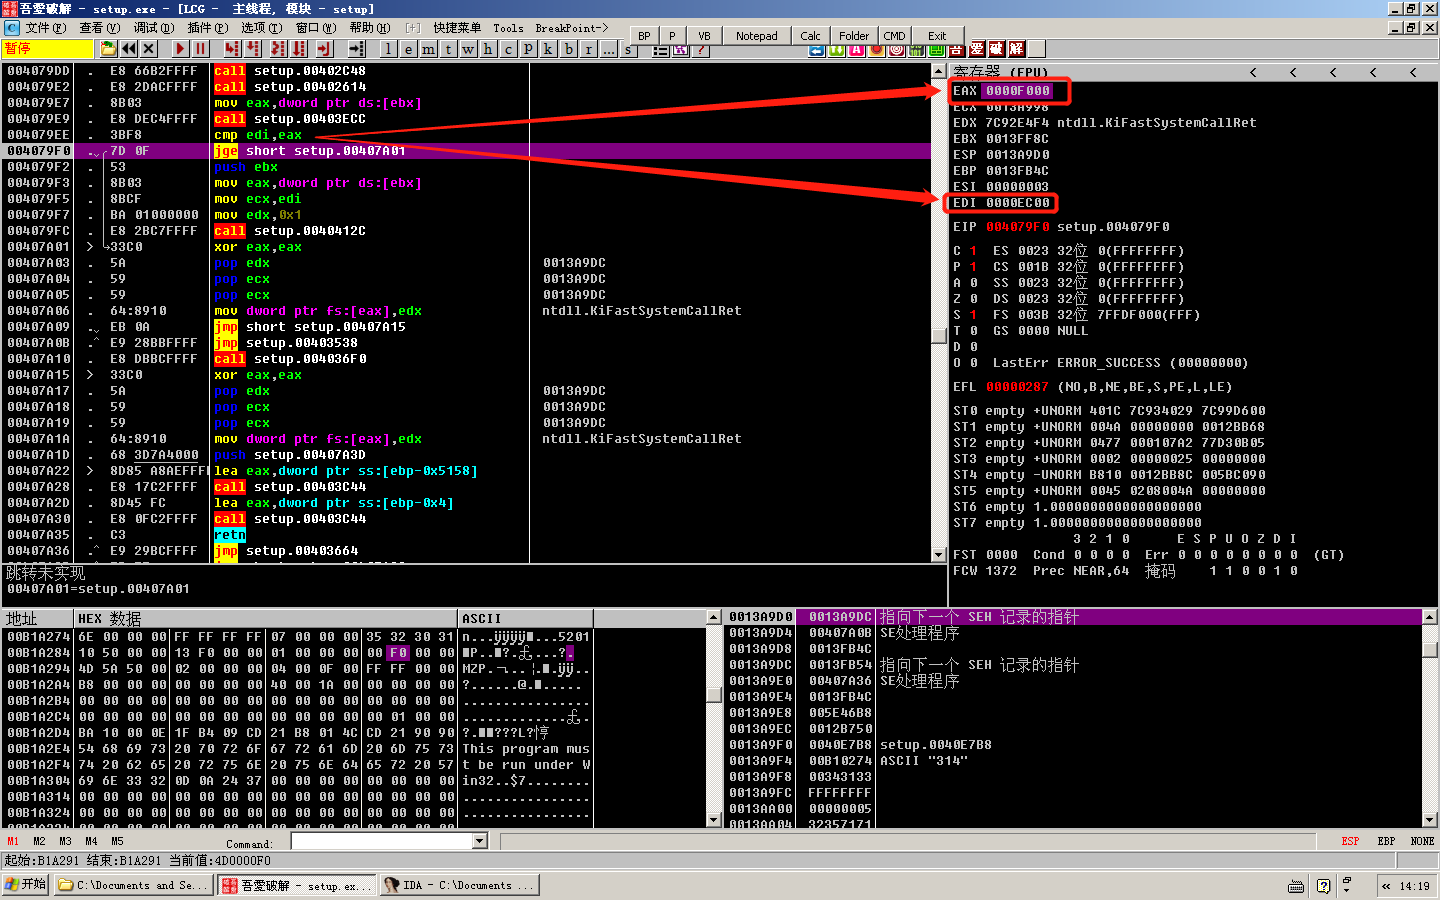 吾爱破解 - setup.exe - [LCG - 主线程, 模块 - setup]
文件(F) 查看(V) 调试(D) 插件(P) 选项(T) 窗口(W) 帮助(H) [+] 快捷菜单 Tools BreakPoint->
BP P VB Notepad Calc Folder CMD Exit
暂停 l e m t w h c p k b r ... s
004079DD . E8 66B2FFFF call setup.00402C48
004079E2 . E8 2DACFFFF call setup.00402614
004079E7 . 8B03 mov eax,dword ptr ds:[ebx]
004079E9 . E8 DEC4FFFF call setup.00403ECC
004079EE . 3BF8 cmp edi,eax
004079F0 . 7D 0F jge short setup.00407A01
004079F2 . 53 push ebx
004079F3 . 8B03 mov eax,dword ptr ds:[ebx]
004079F5 . 8BCF mov ecx,edi
004079F7 . BA 01000000 mov edx,0x1
004079FC . E8 2BC7FFFF call setup.0040412C
00407A01 > 33C0 xor eax,eax
00407A03 . 5A pop edx 0013A9DC
00407A04 . 59 pop ecx 0013A9DC
00407A05 . 59 pop ecx 0013A9DC
00407A06 . 64:8910 mov dword ptr fs:[eax],edx ntdll.KiFastSystemCallRet
00407A09 . EB 0A jmp short setup.00407A15
00407A0B .^ E9 28BBFFFF jmp setup.00403538
00407A10 . E8 DBBCFFFF call setup.004036F0
00407A15 > 33C0 xor eax,eax
00407A17 . 5A pop edx 0013A9DC
00407A18 . 59 pop ecx 0013A9DC
00407A19 . 59 pop ecx 0013A9DC
00407A1A . 64:8910 mov dword ptr fs:[eax],edx ntdll.KiFastSystemCallRet
00407A1D . 68 3D7A4000 push setup.00407A3D
00407A22 > 8D85 A8AEFFFF lea eax,dword ptr ss:[ebp-0x5158]
00407A28 . E8 17C2FFFF call setup.00403C44
00407A2D . 8D45 FC lea eax,dword ptr ss:[ebp-0x4]
00407A30 . E8 0FC2FFFF call setup.00403C44
00407A35 . C3 retn
00407A36 .^ E9 29BCFFFF jmp setup.00403664
跳转未实现
00407A01=setup.00407A01
寄存器 (FPU) < < < < <
EAX 0000F000
ECX 0013A998
EDX 7C92E4F4 ntdll.KiFastSystemCallRet
EBX 0013FF8C
ESP 0013A9D0
EBP 0013FB4C
ESI 00000003
EDI 0000EC00
EIP 004079F0 setup.004079F0
C 1 ES 0023 32位 0(FFFFFFFF)
P 1 CS 001B 32位 0(FFFFFFFF)
A 0 SS 0023 32位 0(FFFFFFFF)
Z 0 DS 0023 32位 0(FFFFFFFF)
S 1 FS 003B 32位 7FFDF000(FFF)
T 0 GS 0000 NULL
D 0
O 0 LastErr ERROR_SUCCESS (00000000)
EFL 00000287 (NO,B,NE,BE,S,PE,L,LE)
ST0 empty +UNORM 401C 7C934029 7C99D600
ST1 empty +UNORM 004A 00000000 0012BB68
ST2 empty +UNORM 0477 000107A2 77D30B05
ST3 empty +UNORM 0002 00000025 00000000
ST4 empty -UNORM B810 0012BB8C 005BC090
ST5 empty +UNORM 0045 0208004A 00000000
ST6 empty 1.0000000000000000000
ST7 empty 1.0000000000000000000
3 2 1 0 E S P U O Z D I
FST 0000 Cond 0 0 0 0 Err 0 0 0 0 0 0 0 0 (GT)
FCW 1372 Prec NEAR,64 掩码 1 1 0 0 1 0
地址 HEX 数据 ASCII
00B1A274 6E 00 00 00 FF FF FF FF 07 00 00 00 35 32 30 31
00B1A284 10 50 00 00 13 F0 00 00 01 00 00 00 00 F0 00 00
00B1A294 4D 5A 50 00 02 00 00 00 04 00 0F 00 FF FF 00 00
00B1A2A4 B8 00 00 00 00 00 00 00 40 00 1A 00 00 00 00 00
00B1A2B4 00 00 00 00 00 00 00 00 00 00 00 00 00 00 00 00
00B1A2C4 00 00 00 00 00 00 00 00 00 00 00 00 00 01 00 00
00B1A2D4 BA 10 00 0E 1F B4 09 CD 21 B8 01 4C CD 21 90 90
00B1A2E4 54 68 69 73 20 70 72 6F 67 72 61 6D 20 6D 75 73 This program mus
00B1A2F4 74 20 62 65 20 72 75 6E 20 75 6E 64 65 72 20 57 t be run under W
00B1A304 69 6E 33 32 0D 0A 24 37 00 00 00 00 00 00 00 00 in32..$7........
00B1A314 00 00 00 00 00 00 00 00 00 00 00 00 00 00 00 00 ................
00B1A324 00 00 00 00 00 00 00 00 00 00 00 00 00 00 00 00 ................
0013A9D0 0013A9DC 指向下一个 SEH 记录的指针
0013A9D4 00407A0B SE处理程序
0013A9D8 0013FB4C
0013A9DC 0013FB54 指向下一个 SEH 记录的指针
0013A9E0 00407A36 SE处理程序
0013A9E4 0013FB4C
0013A9E8 005E46B8
0013A9EC 0012B750
0013A9F0 0040E7B8 setup.0040E7B8
0013A9F4 00B10274 ASCII "314"
0013A9F8 00343133
0013A9FC FFFFFFFF
0013AA00 00000005
0013AA04 32357171
M1 M2 M3 M4 M5 Command: ESP EBP NONE
起始:B1A291 结束:B1A291 当前值:4D0000F0
开始 C:\Documents and Se... 吾爱破解 - setup.ex... IDA - C:\Documents ... « 14:19